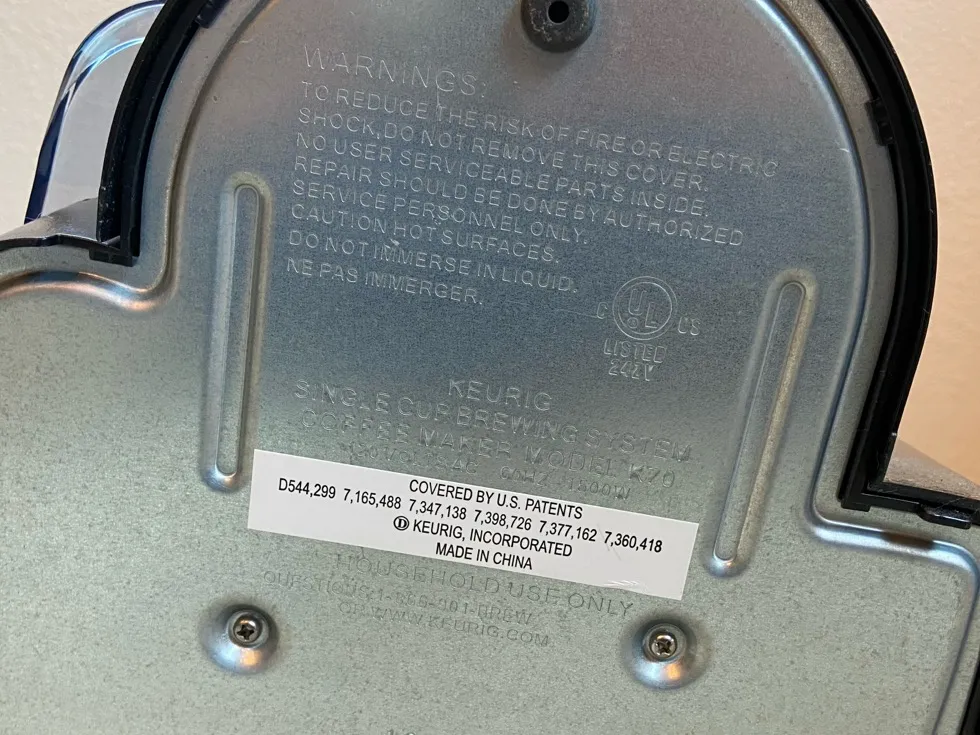 WARNINGS:
TO REDUCE THE RISK OF FIRE OR ELECTRIC
SHOCK, DO NOT REMOVE THIS COVER.
NO USER SERVICEABLE PARTS INSIDE.
REPAIR SHOULD BE DONE BY AUTHORIZED
SERVICE PERSONNEL ONLY.
CAUTION HOT SURFACES.
DO NOT IMMERSE IN LIQUID.
NE PAS IMMERGER.
C UL US
LISTED
242V
KEURIG
SINGLE CUP BREWING SYSTEM
COFFEE MAKER MODEL K70
1500W
COVERED BY U.S. PATENTS
D544,299 7,165,488 7,347,138 7,398,726 7,377,162 7,360,418
Ⓓ KEURIG, INCORPORATED
MADE IN CHINA
HOUSEHOLD USE ONLY
WWW.KEURIG.COM